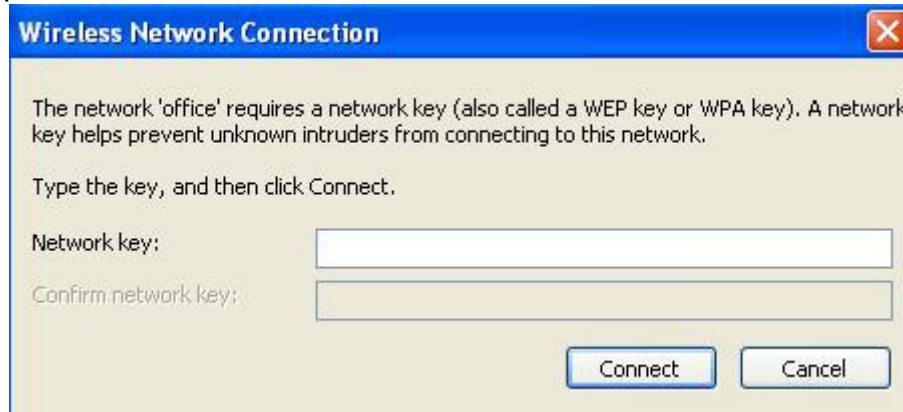 Wireless Network Connection
The network 'office' requires a network key (also called a WEP key or WPA key). A network
key helps prevent unknown intruders from connecting to this network.
Type the key, and then click Connect.
Network key:
Confirm network key:
Connect Cancel